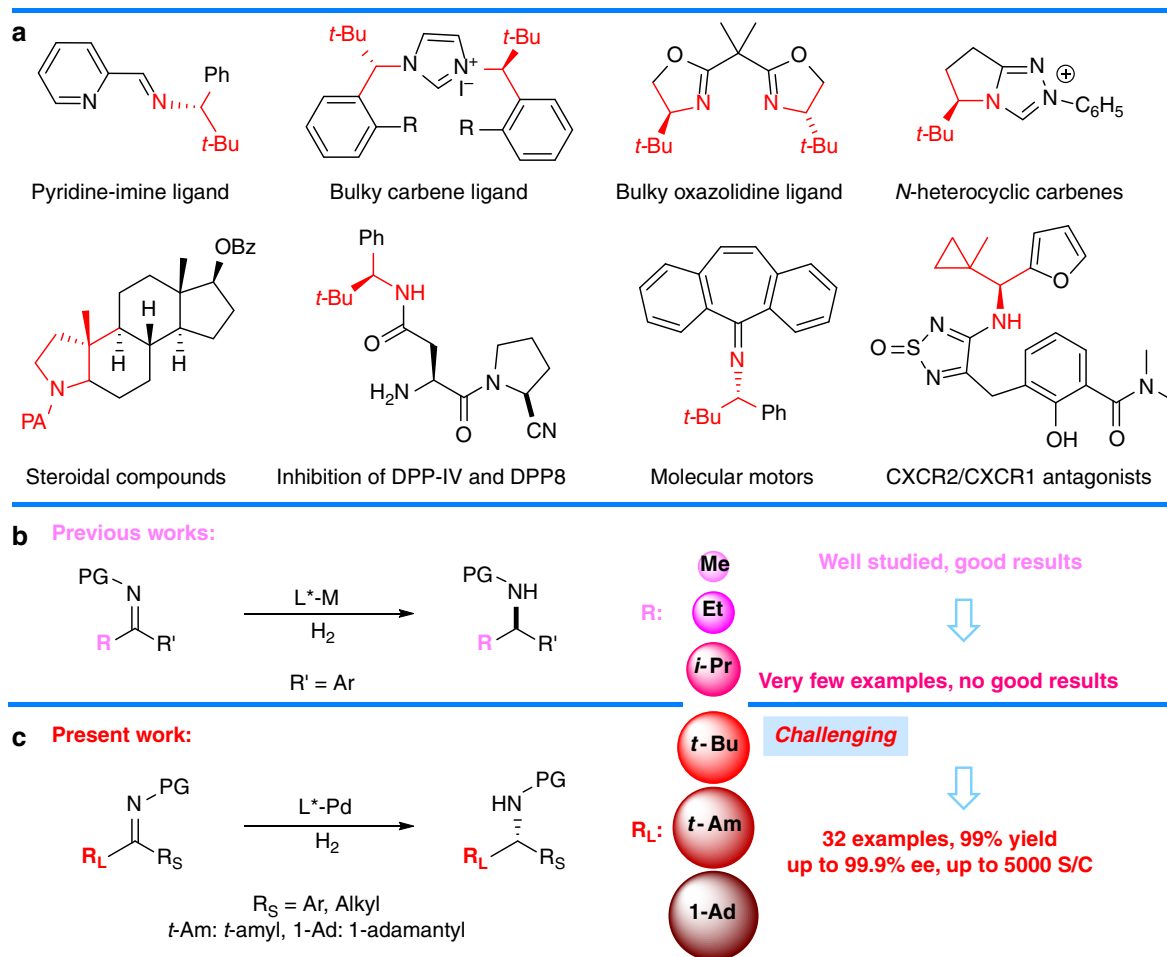 a
t-Bu
t-Bu
O
O
N
N
Ph
N
N+
I–
N
N
N
N
N
R
R
C6H5
t-Bu
t-Bu
t-Bu
t-Bu
Pyridine-imine ligand
Bulky carbene ligand
Bulky oxazolidine ligand
N-heterocyclic carbenes
OBz
Ph
t-Bu
NH
O
NH
H
H
H
N
O
S
N
N
N
H2N
N
O
CN
N
PA
t-Bu
Ph
OH
O
N
Steroidal compounds
Inhibition of DPP-IV and DPP8
Molecular motors
CXCR2/CXCR1 antagonists
b
Previous works:
PG
N
R
R'
L*-M
H2
PG
NH
R
R'
R' = Ar
R:
Me
Et
i-Pr
Well studied, good results
Very few examples, no good results
c
Present work:
PG
N
RL
RS
L*-Pd
H2
PG
HN
RL
RS
RS = Ar, Alkyl
t-Am: t-amyl, 1-Ad: 1-adamantyl
RL:
t-Bu
t-Am
1-Ad
Challenging
32 examples, 99% yield
up to 99.9% ee, up to 5000 S/C